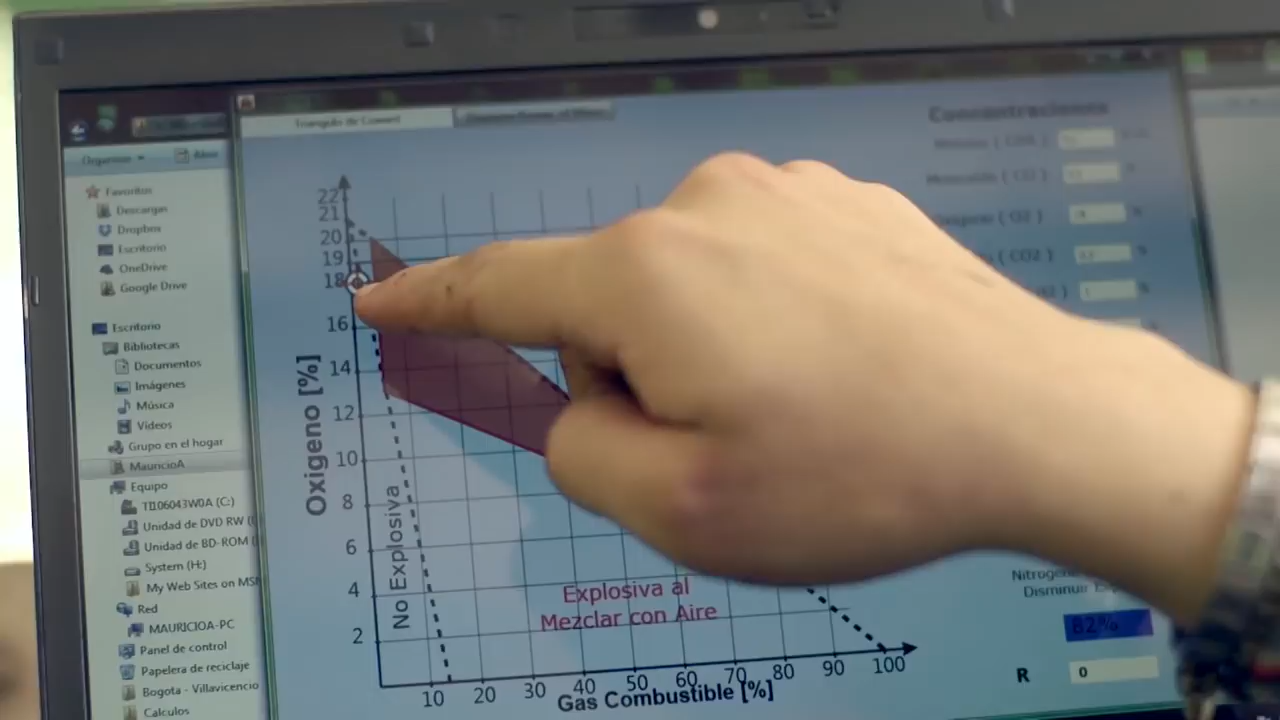 Triangulo de Coward
Concentraciones
Organizar
Abrir
Favoritos
Descargas
Dropbox
Escritorio
OneDrive
Google Drive
Escritorio
Bibliotecas
Documentos
Imágenes
Música
Vídeos
Grupo en el hogar
MauricioA
Equipo
TI106043W0A (C:)
Unidad de DVD RW (
Unidad de BD-ROM (
System (H:)
My Web Sites on MSN
Red
MAURICIOA-PC
Panel de control
Papelera de reciclaje
Bogota - Villavicencio
Calculos
Oxigeno [%]
22
21
20
19
18
16
14
12
10
8
6
4
2
No Explosiva
Explosiva al
Mezclar con Aire
10 20 30 40 50 60 70 80 90 100
Gas Combustible [%]
( O2 )
(CO2 )
Disminuir
82%
R 0